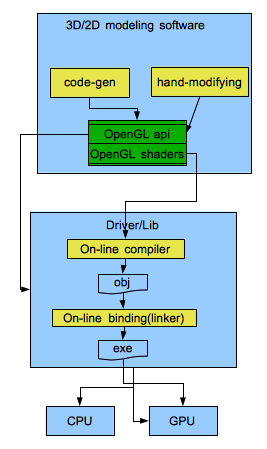 3D/2D modeling software
code-gen
hand-modifying
OpenGL api
OpenGL shaders
Driver/Lib
On-line compiler
obj
On-line binding(linker)
exe
CPU
GPU